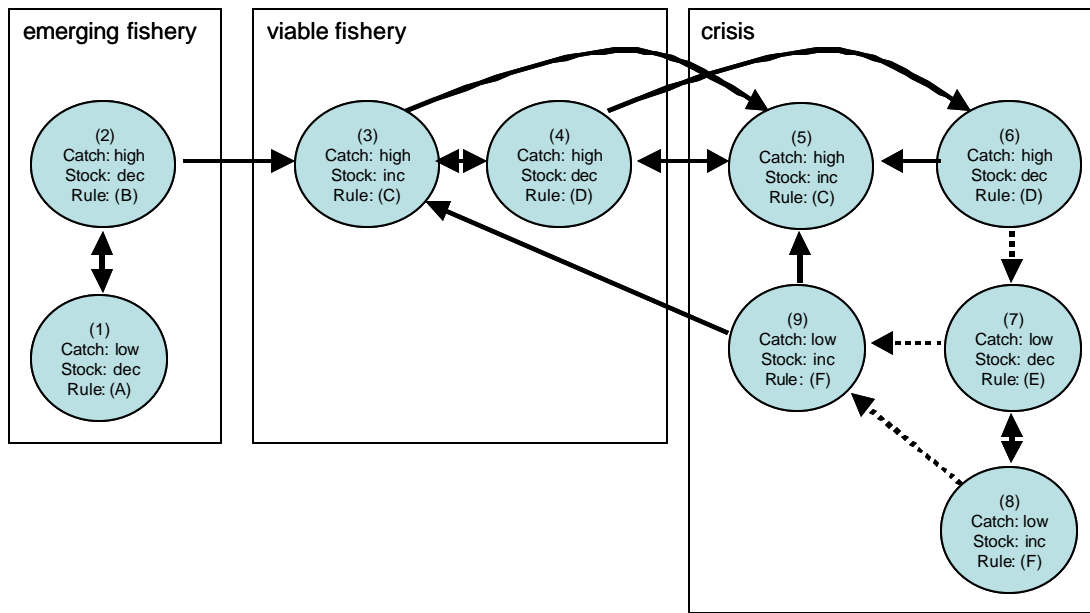 emerging fishery
viable fishery
crisis
(2)
Catch: high
Stock: dec
Rule: (B)
(3)
Catch: high
Stock: inc
Rule: (C)
(4)
Catch: high
Stock: dec
Rule: (D)
(5)
Catch: high
Stock: inc
Rule: (C)
(6)
Catch: high
Stock: dec
Rule: (D)
(1)
Catch: low
Stock: dec
Rule: (A)
(9)
Catch: low
Stock: inc
Rule: (F)
(7)
Catch: low
Stock: dec
Rule: (E)
(8)
Catch: low
Stock: inc
Rule: (F)